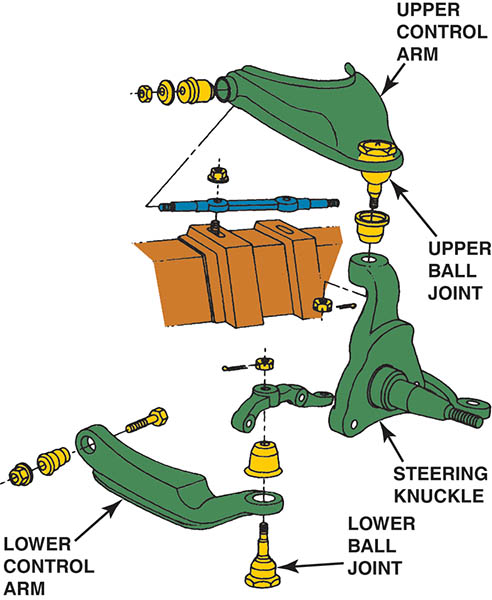 UPPER
CONTROL
ARM
UPPER
BALL
JOINT
STEERING
KNUCKLE
LOWER
BALL
JOINT
LOWER
CONTROL
ARM